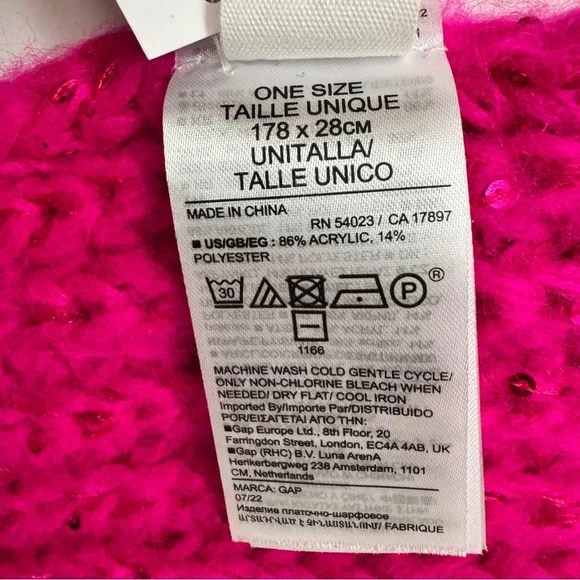 2
ONE SIZE
TAILLE UNIQUE
178 x 28CM
UNITALLA/
TALLE UNICO
MADE IN CHINA
RN 54023 / CA 17897
■ US/GB/EG : 86% ACRYLIC, 14%
POLYESTER
30
P ®
1166
MACHINE WASH COLD GENTLE CYCLE/
ONLY NON-CHLORINE BLEACH WHEN
NEEDED/ DRY FLAT/ COOL IRON
Imported By/Importe Par/DISTRIBUIDO
POR/ΕΙΣΑΓΕΤΑΙ ΑΠΟ ΤΗΝ:
■Gap Europe Ltd., 8th Floor, 20
Farringdon Street, London, EC4A 4AB, UK
■Gap (RHC) B.V. Luna ArenA
Herikerbergweg 238 Amsterdam, 1101
CM, Netherlands
MARCA: GAP
07/22
Изделие платочно-шарфовое
ԱՐՏԱԴՐՎԱԾ Է ՉԻՆԱՍՏԱՆՈՒՄ/ FABRIQUE